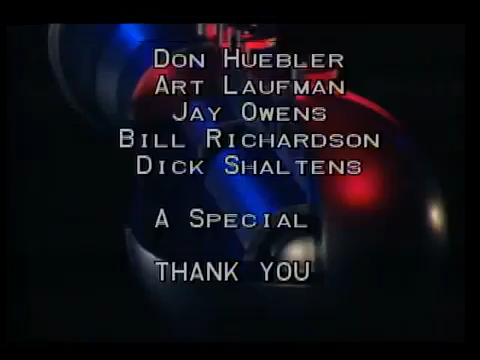 Don Huebler
Art Laufman
Jay Owens
Bill Richardson
Dick Shaltens
A Special
THANK YOU